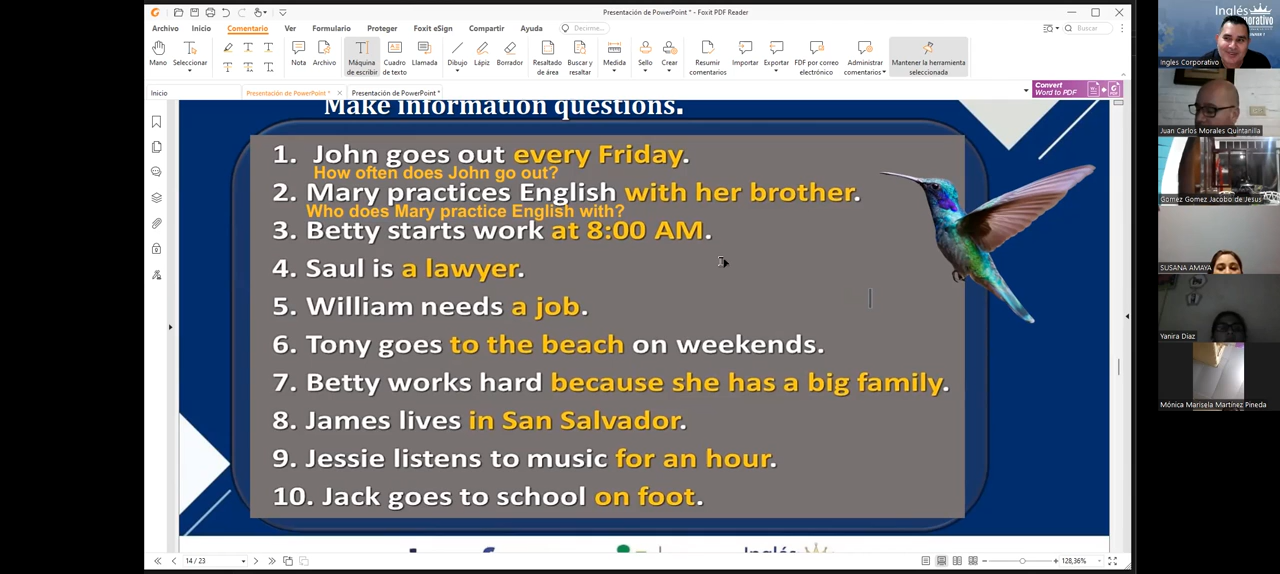 Presentación de PowerPoint * - Foxit PDF Reader
Archivo Inicio Comentario Ver Formulario Proteger Foxit eSign Compartir Ayuda Decirme... Buscar
Mano Seleccionar Nota Archivo Máquina de escribir Cuadro de texto Llamada Dibujo Lápiz Borrador Resaltado de área Buscar y resaltar Medida Sello Crear Resumir comentarios Importar Exportar PDF por correo electrónico Administrar comentarios Mantener la herramienta seleccionada
Inicio Presentación de PowerPoint * Presentación de PowerPoint *
Convert Word to PDF
Make information questions.
1. John goes out every Friday.
How often does John go out?
2. Mary practices English with her brother.
Who does Mary practice English with?
3. Betty starts work at 8:00 AM.
4. Saul is a lawyer.
5. William needs a job.
6. Tony goes to the beach on weekends.
7. Betty works hard because she has a big family.
8. James lives in San Salvador.
9. Jessie listens to music for an hour.
10. Jack goes to school on foot.
Inglés
14 / 23
128,36%
Inglés
Ingles Corporativo
Juan Carlos Morales Quintanilla
Gomez Gomez Jacobo de Jesus
SUSANA AMAYA
Yanira Diaz
Mónica Marisela Martinez Pineda